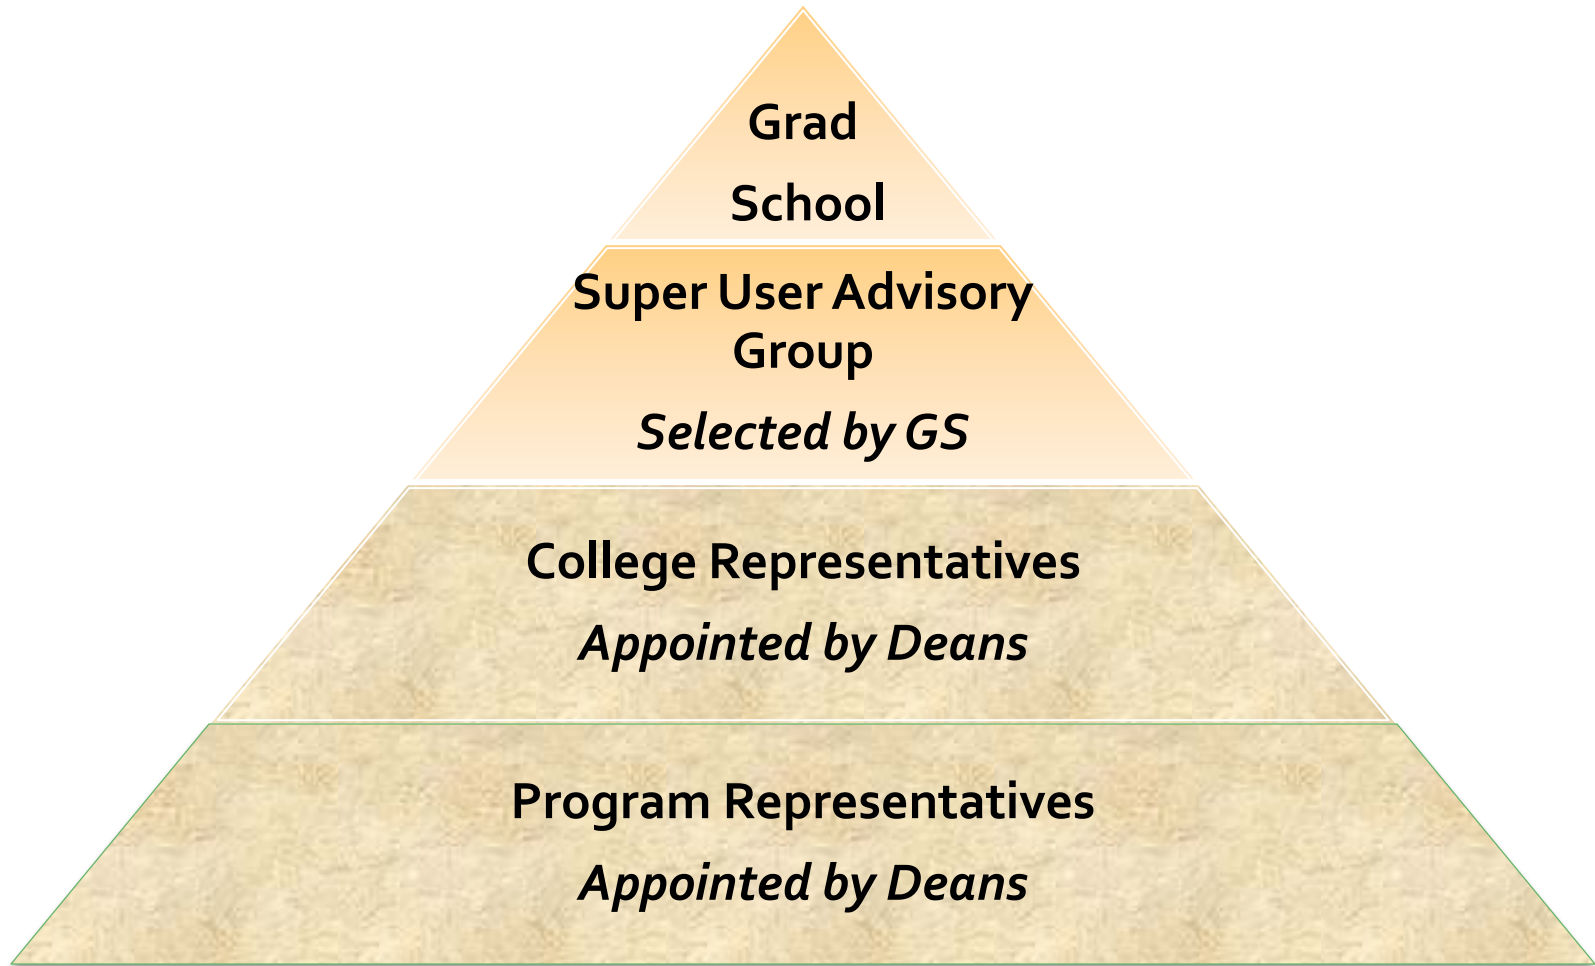 Grad
School
Super User Advisory
Group
Selected by GS
College Representatives
Appointed by Deans
Program Representatives
Appointed by Deans